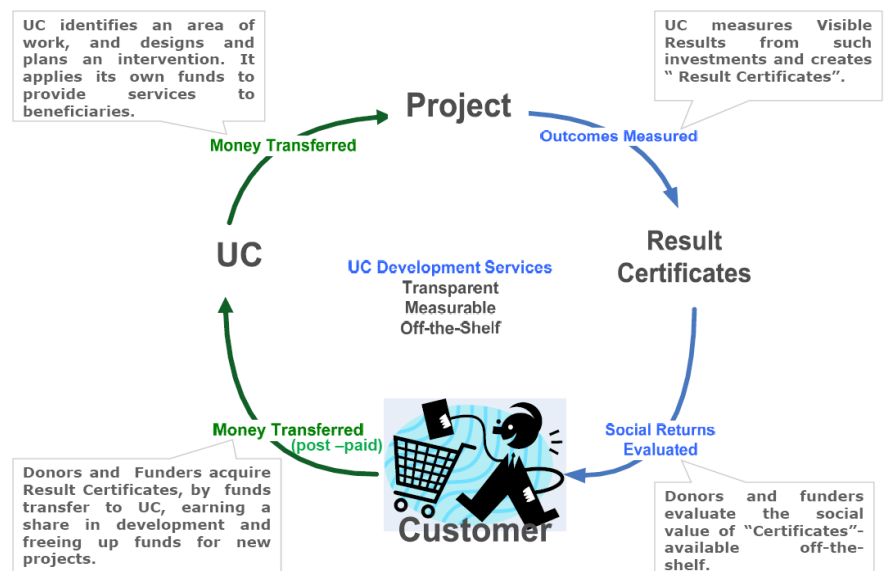 UC identifies an area of
work, and designs and
plans an intervention. It
applies its own funds to
provide services to
beneficiaries.
UC measures Visible
Results from such
investments and creates
“ Result Certificates”.
Project
Money Transferred
Outcomes Measured
UC
Result
Certificates
UC Development Services
Transparent
Measurable
Off-the-Shelf
Money Transferred
(post –paid)
Social Returns
Evaluated
Customer
Donors and Funders acquire
Result Certificates, by funds
transfer to UC, earning a
share in development and
freeing up funds for new
projects.
Donors and funders
evaluate the social
value of “Certificates”-
available off-the-
shelf.